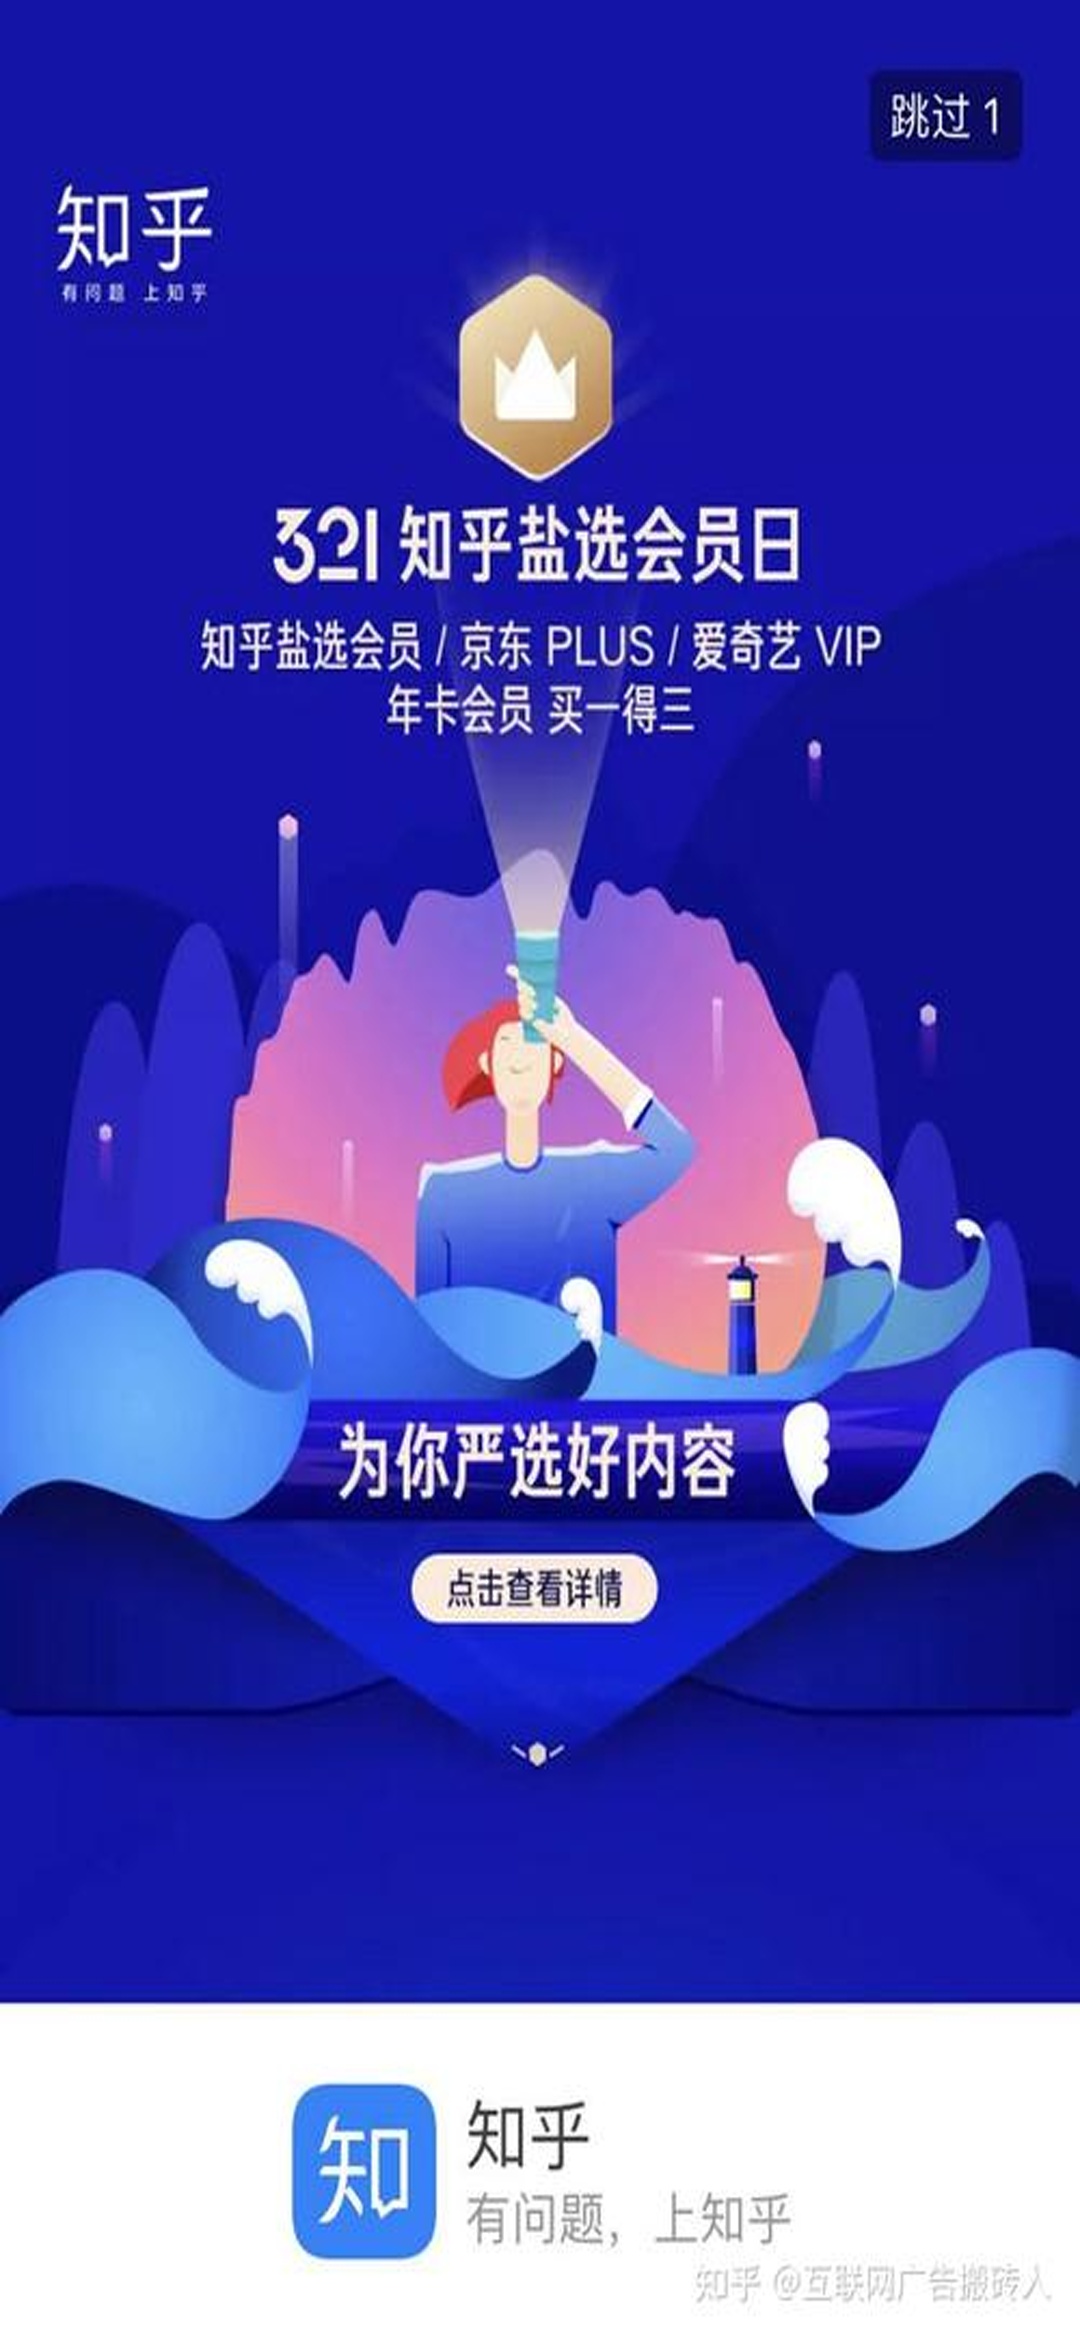 跳过 1
知乎
有问题 上知乎
321 知乎盐选会员日
知乎盐选会员 / 京东 PLUS / 爱奇艺 VIP
年卡会员 买一得三
为你严选好内容
点击查看详情
知
知乎
有问题，上知乎
知乎 @互联网广告搬砖人